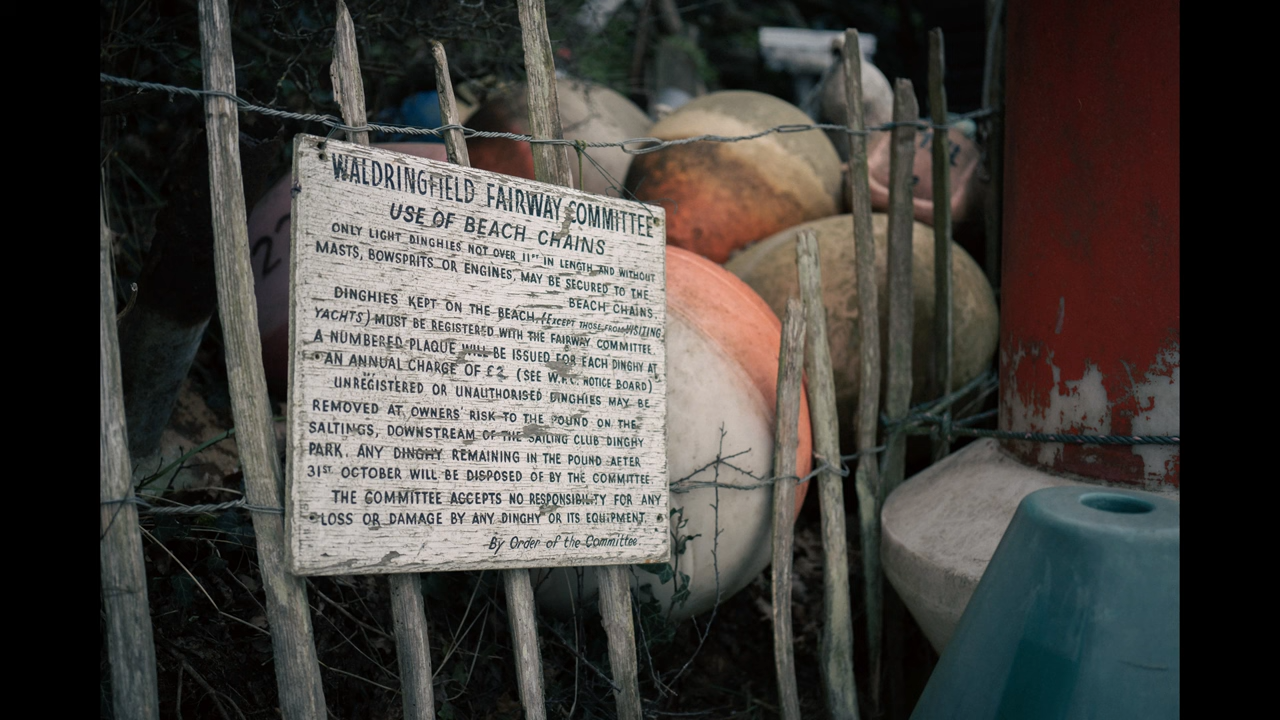 WALDRINGFIELD FAIRWAY COMMITTEE
USE OF BEACH CHAINS
ONLY LIGHT DINGHIES NOT OVER 11FT IN LENGTH AND WITHOUT
MASTS, BOWSPRITS OR ENGINES, MAY BE SECURED TO THE
BEACH CHAINS.
DINGHIES KEPT ON THE BEACH, (EXCEPT THOSE FROM VISITING
YACHTS) MUST BE REGISTERED WITH THE FAIRWAY COMMITTEE.
A NUMBERED PLAQUE WILL BE ISSUED FOR EACH DINGHY AT
AN ANNUAL CHARGE OF £2 (SEE W.F.C. NOTICE BOARD)
UNREGISTERED OR UNAUTHORISED DINGHIES MAY BE
REMOVED AT OWNERS' RISK TO THE POUND ON THE
SALTINGS, DOWNSTREAM OF THE SAILING CLUB DINGHY
PARK, ANY DINGHY REMAINING IN THE POUND AFTER
31ST OCTOBER WILL BE DISPOSED OF BY THE COMMITTEE.
THE COMMITTEE ACCEPTS NO RESPONSIBILITY FOR ANY
LOSS OR DAMAGE BY ANY DINGHY OR ITS EQUIPMENT.
By Order of the Committee.